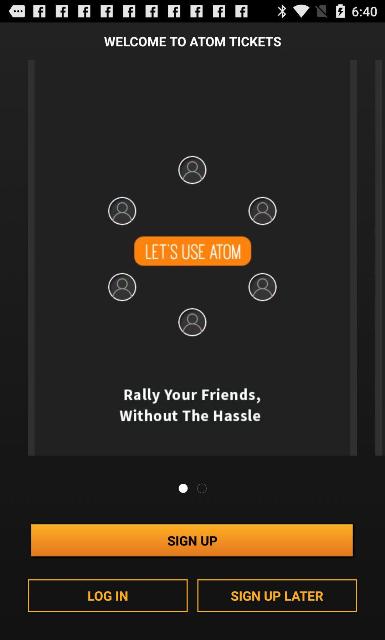 6:40
WELCOME TO ATOM TICKETS
LET'S USE ATOM
Rally Your Friends,
Without The Hassle
SIGN UP
LOG IN
SIGN UP LATER